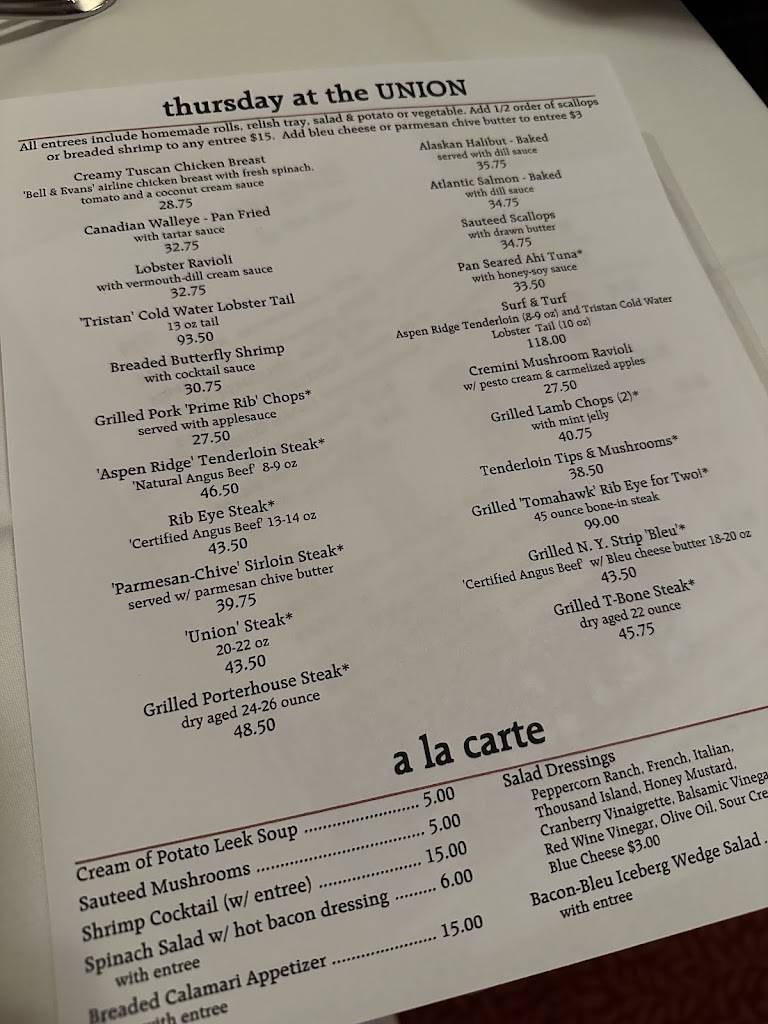 thursday at the UNION
All entrees include homemade rolls, relish tray, salad & potato or vegetable. Add 1/2 order of scallops
or breaded shrimp to any entree $15. Add bleu cheese or parmesan chive butter to entree $3
Creamy Tuscan Chicken Breast
'Bell & Evans' airline chicken breast with fresh spinach,
tomato and a coconut cream sauce
28.75
Canadian Walleye - Pan Fried
with tartar sauce
32.75
Lobster Ravioli
with vermouth-dill cream sauce
32.75
'Tristan' Cold Water Lobster Tail
13 oz tail
93.50
Breaded Butterfly Shrimp
with cocktail sauce
30.75
Grilled Pork 'Prime Rib' Chops*
served with applesauce
27.50
'Aspen Ridge' Tenderloin Steak*
'Natural Angus Beef' 8-9 oz
46.50
Rib Eye Steak*
'Certified Angus Beef' 13-14 oz
43.50
'Parmesan-Chive' Sirloin Steak*
served w/ parmesan chive butter
39.75
'Union' Steak*
20-22 oz
43.50
Grilled Porterhouse Steak*
dry aged 24-26 ounce
48.50
Alaskan Halibut - Baked
served with dill sauce
35.75
Atlantic Salmon - Baked
with dill sauce
34.75
Sauteed Scallops
with drawn butter
34.75
Pan Seared Ahi Tuna*
with honey-soy sauce
33.50
Surf & Turf
Aspen Ridge Tenderloin (8-9 oz) and Tristan Cold Water
Lobster Tail (10 oz)
118.00
Cremini Mushroom Ravioli
w/ pesto cream & carmelized apples
27.50
Grilled Lamb Chops (2)*
with mint jelly
40.75
Tenderloin Tips & Mushrooms*
38.50
Grilled 'Tomahawk' Rib Eye for Two!*
45 ounce bone-in steak
99.00
Grilled N. Y. Strip 'Bleu'*
'Certified Angus Beef' w/ Bleu cheese butter 18-20 oz
43.50
Grilled T-Bone Steak*
dry aged 22 ounce
45.75
a la carte
Cream of Potato Leek Soup ........................ 5.00
Sauteed Mushrooms .................................. 5.00
Shrimp Cocktail (w/ entree) ..................... 15.00
Spinach Salad w/ hot bacon dressing ......... 6.00
with entree
Breaded Calamari Appetizer ..................... 15.00
with entree
Salad Dressings
Peppercorn Ranch, French, Italian,
Thousand Island, Honey Mustard,
Cranberry Vinaigrette, Balsamic
Red Wine Vinegar, Olive Oil, Sour
Blue Cheese $3.00
Bacon-Bleu Iceberg Wedge Salad .
with entree